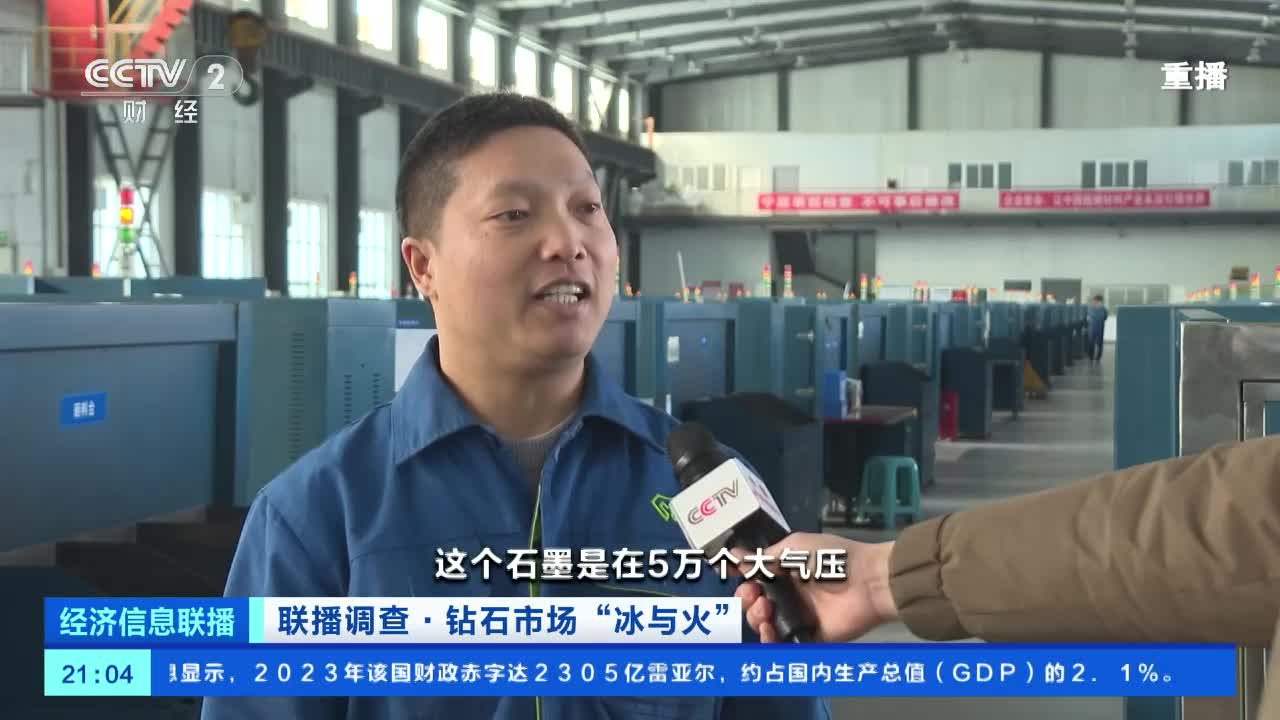 CCTV 2
财经
重播
CCTV
这个石墨是在5万个大气压
经济信息联播
联播调查·钻石市场“冰与火”
21:04
显示，2023年该国财政赤字达2305亿雷亚尔，约占国内生产总值（GDP）的2.1%。